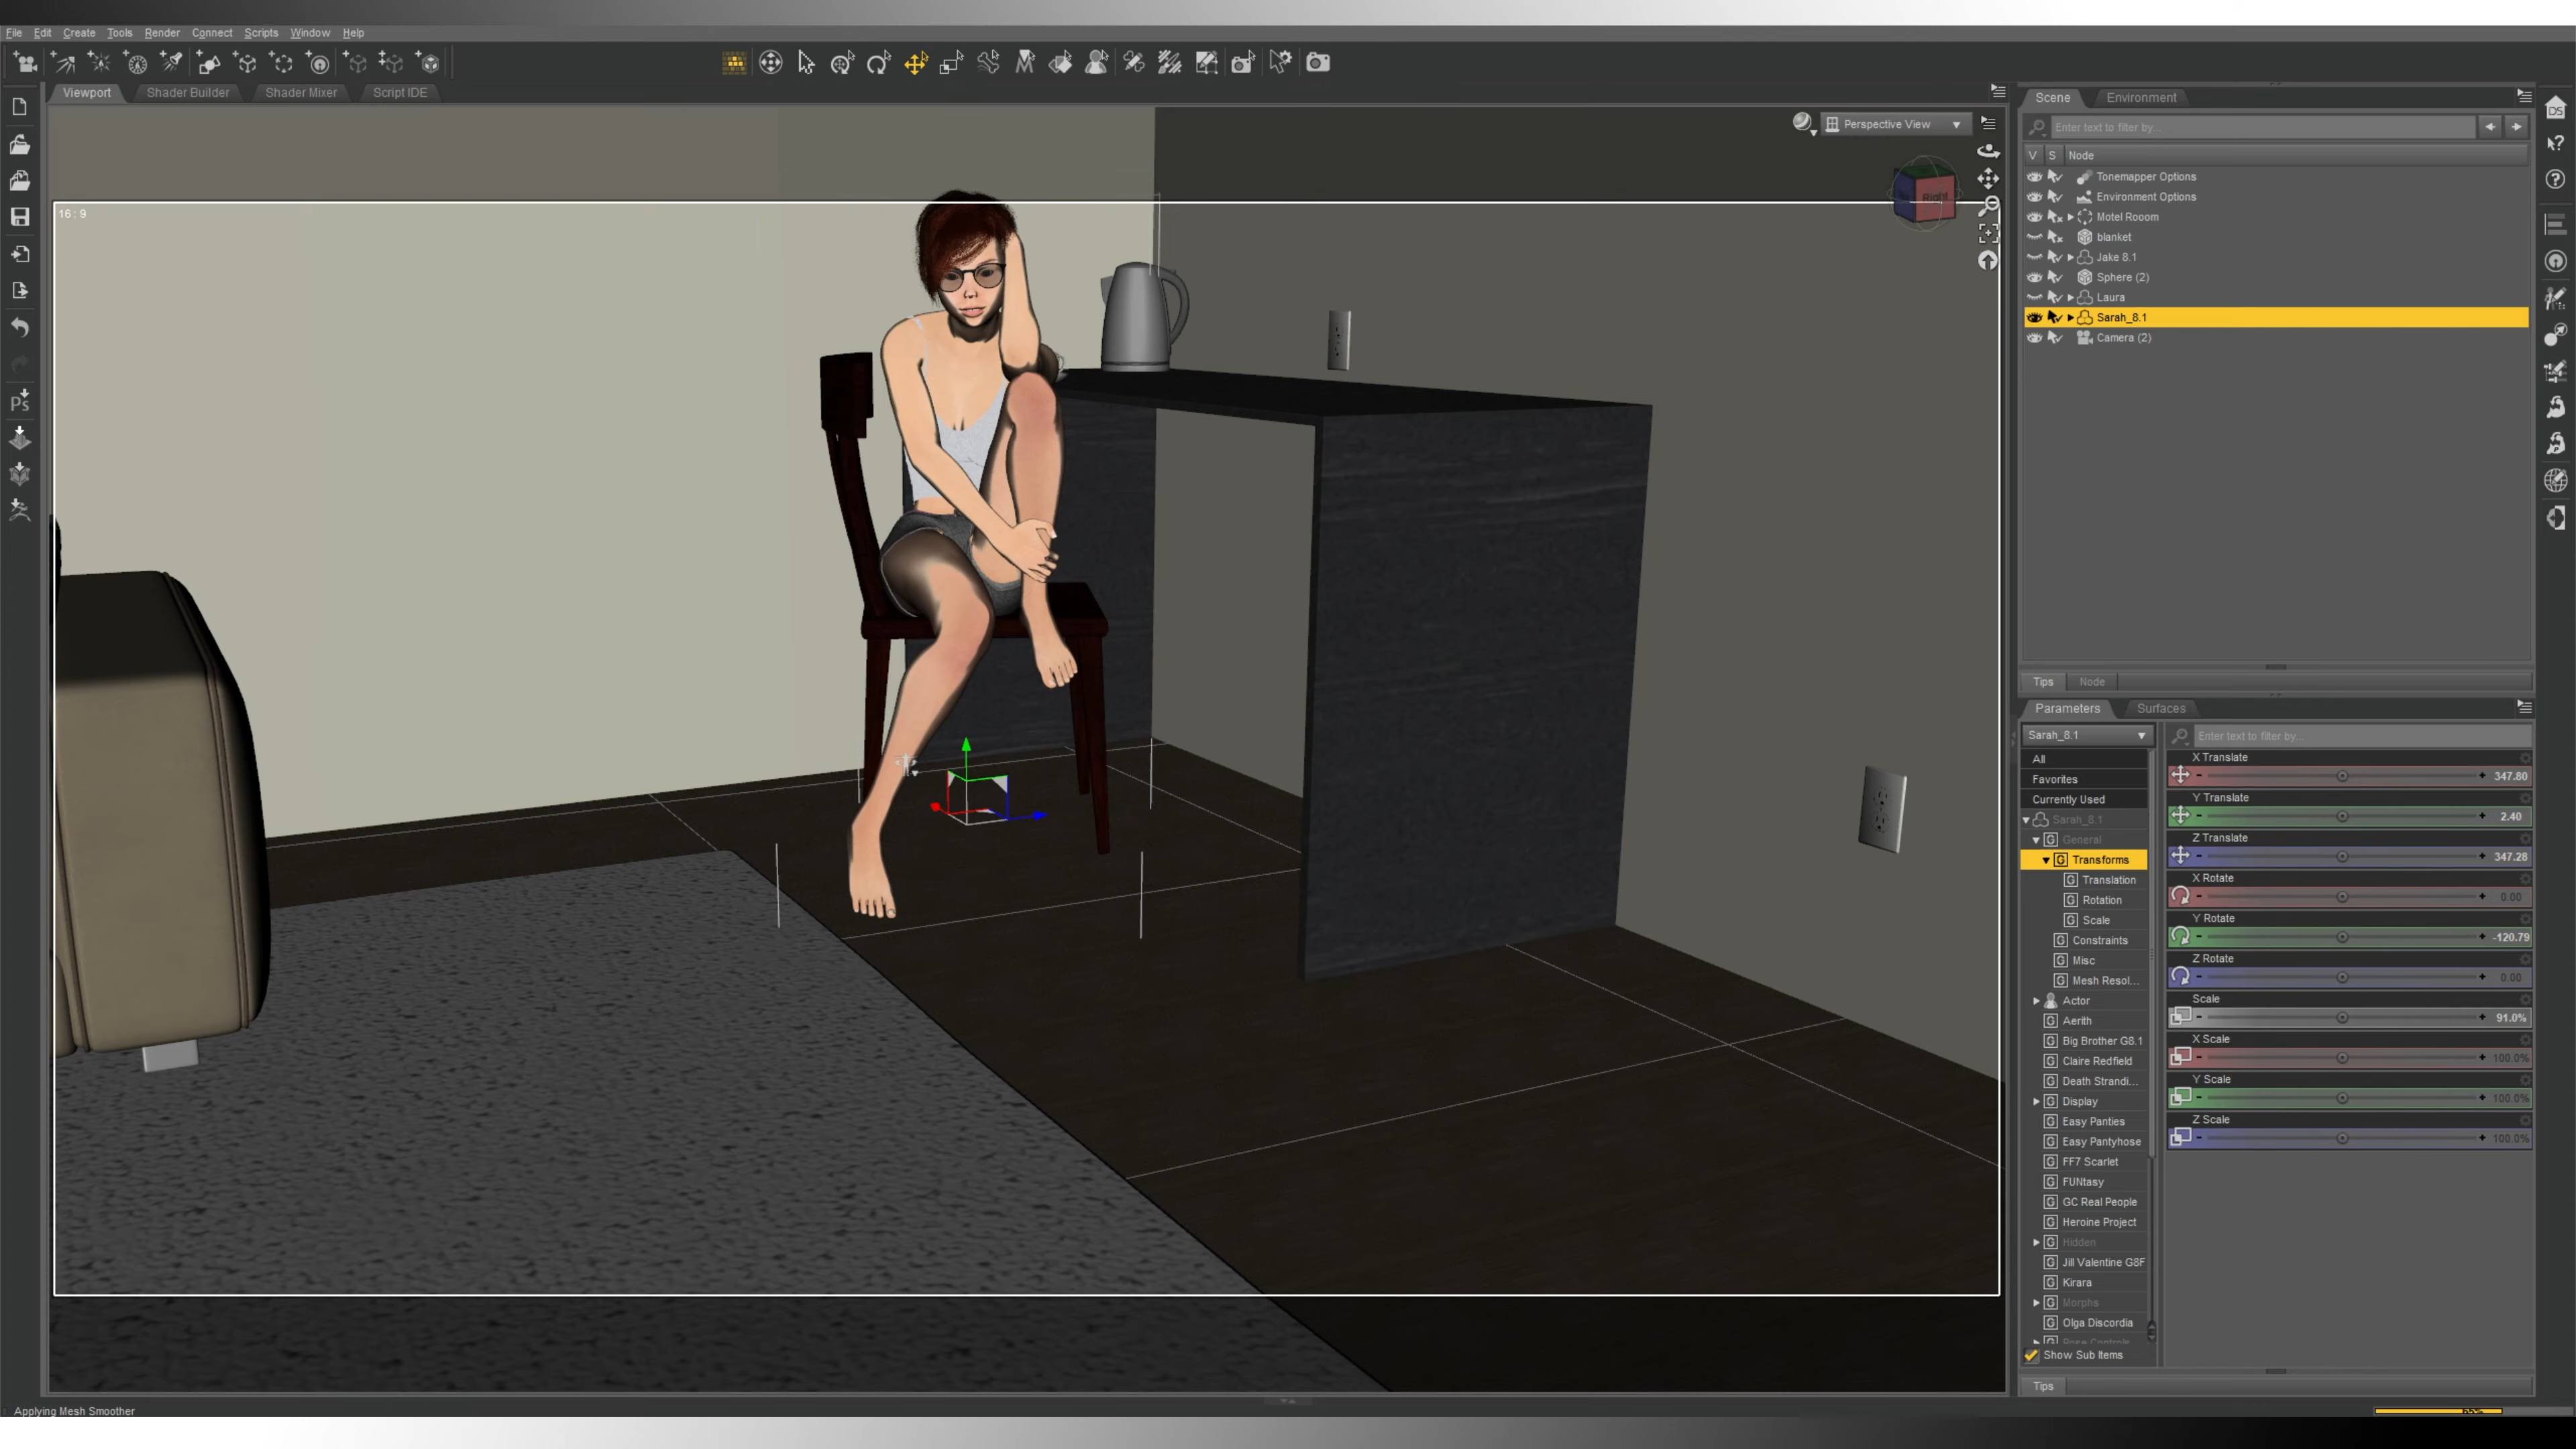 File Edit Create Tools Render Connect Scripts Window Help
Viewport Shader Builder Shader Mixer Script IDE
16 : 9
Perspective View
Right
Scene Environment
Enter text to filter by...
V S Node
Tonemapper Options
Environment Options
Motel Rooom
blanket
Jake 8.1
Sphere (2)
Laura
Sarah_8.1
Camera (2)
DS
Ps
Tips Node
Parameters Surfaces
Sarah_8.1
Enter text to filter by...
All
Favorites
Currently Used
Sarah_8.1
General
Transforms
Translation
Rotation
Scale
Constraints
Misc
Mesh Resol...
Actor
Aerith
Big Brother G8.1
Claire Redfield
Death Strandi...
Display
Easy Panties
Easy Pantyhose
FF7 Scarlet
FUNtasy
GC Real People
Heroine Project
Hidden
Jill Valentine G8F
Kirara
Morphs
Olga Discordia
Pose Controls
Show Sub Items
X Translate
347.80
Y Translate
2.40
Z Translate
347.28
X Rotate
0.00
Y Rotate
-120.79
Z Rotate
0.00
Scale
91.0%
X Scale
100.0%
Y Scale
100.0%
Z Scale
100.0%
Tips
Applying Mesh Smoother